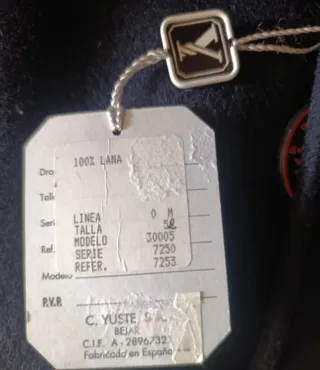 100% LANA
LINEA 0 M
TALLA 52
MODELO 30005
SERIE 7250
REFER. 7253
Ref.
Modelo
P.V.P.
C. YUSTE, S.A.
BEJAR
C.I.F. A-2896732
Fabricado en España